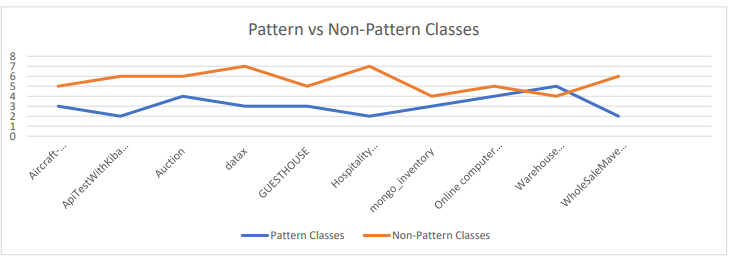 Pattern vs Non-Pattern Classes
8
7
6
5
4
3
2
1
0
Aircraft-...
ApiTestWithKiba...
Auction
datax
GUESTHOUSE
Hospitality...
mongo_inventory
Online computer...
Warehouse...
WholeSaleMave...
Pattern Classes
Non-Pattern Classes